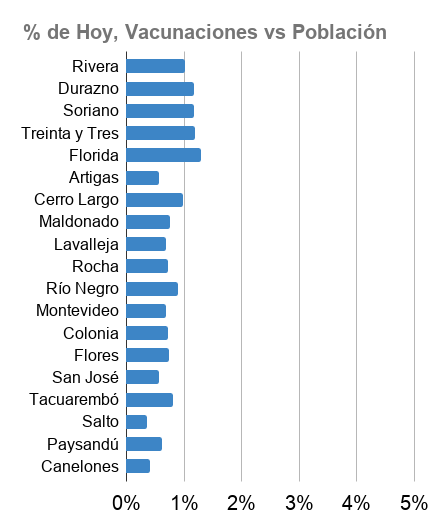 % de Hoy, Vacunaciones vs Población
Rivera
Durazno
Soriano
Treinta y Tres
Florida
Artigas
Cerro Largo
Maldonado
Lavalleja
Rocha
Río Negro
Montevideo
Colonia
Flores
San José
Tacuarembó
Salto
Paysandú
Canelones
0% 1% 2% 3% 4% 5%